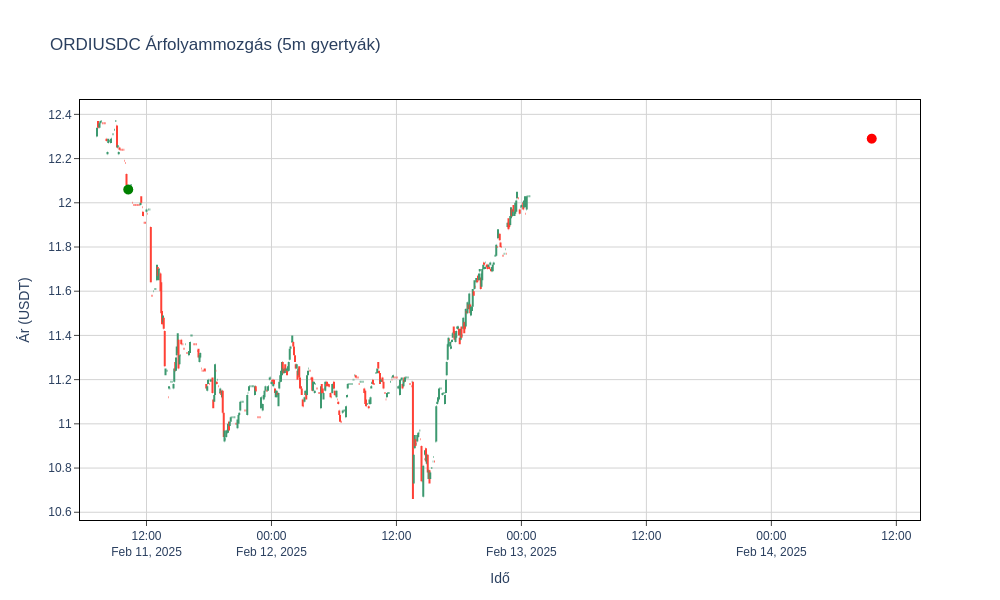 ORDIUSDC Árfolyammozgás (5m gyertyák)
12.4
12.2
12
11.8
11.6
11.4
11.2
11
10.8
10.6
Ár (USDT)
12:00 00:00 12:00 00:00 12:00 00:00 12:00
Feb 11, 2025 Feb 12, 2025 Feb 13, 2025 Feb 14, 2025
Idő